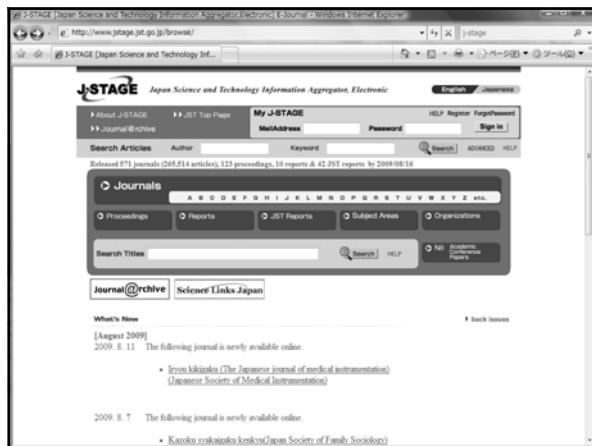 J-STAGE [Japan Science and Technology Information Aggregator,Electronic] E-Journal - Windows Internet Explorer
http://www.jstage.jst.go.jp/browse/
j-stage
J-STAGE [Japan Science and Technology Inf...
ページ(P)
ツール(O)
J-STAGE Japan Science and Technology Information Aggregator, Electronic
English Japanese
About J-STAGE JST Top Page
Journal@rchive
My J-STAGE HELP Register ForgotPassword
MailAddress Password Sign in
Search Articles Author Keyword Search ADVANCED HELP
Released 571 journals (265,514 articles), 123 proceedings, 10 reports & 42 JST reports by 2009/08/16
Journals
A B C D E F G H I J K L M N O P Q R S T U V W X Y Z etc.
Proceedings Reports JST Reports Subject Areas Organizations
Search Titles Search HELP
NII Academic Conference Papers
Journal@rchive Science Links Japan
What's New back issues
[August 2009]
2009. 8. 11 The following journal is newly available online.
Iryou kikigaku (The Japanese journal of medical instrumentation)
(Japanese Society of Medical Instrumentation)
2009. 8. 7 The following journal is newly available online.
Kazoku syakaigaku kenkyu(Japan Society of Family Sociology)